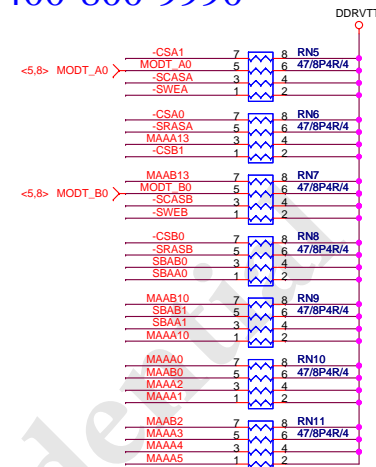 DDRVTT
-CSA1 7 8 RN5
<5,8> MODT_A0 MODT_A0 5 6 47/8P4R/4
-SCASA 3 4
-SWEA 1 2
-CSA0 7 8 RN6
-SRASA 5 6 47/8P4R/4
MAAA13 3 4
-CSB1 1 2
MAAB13 7 8 RN7
<5,8> MODT_B0 MODT_B0 5 6 47/8P4R/4
-SCASB 3 4
-SWEB 1 2
-CSB0 7 8 RN8
-SRASB 5 6 47/8P4R/4
SBAB0 3 4
SBAA0 1 2
MAAB10 7 8 RN9
SBAB1 5 6 47/8P4R/4
SBAA1 3 4
MAAA10 1 2
MAAA0 7 8 RN10
MAAB0 5 6 47/8P4R/4
MAAA2 3 4
MAAA1 1 2
MAAB2 7 8 RN11
MAAA3 5 6 47/8P4R/4
MAAA4 3 4
MAAA5 1 2